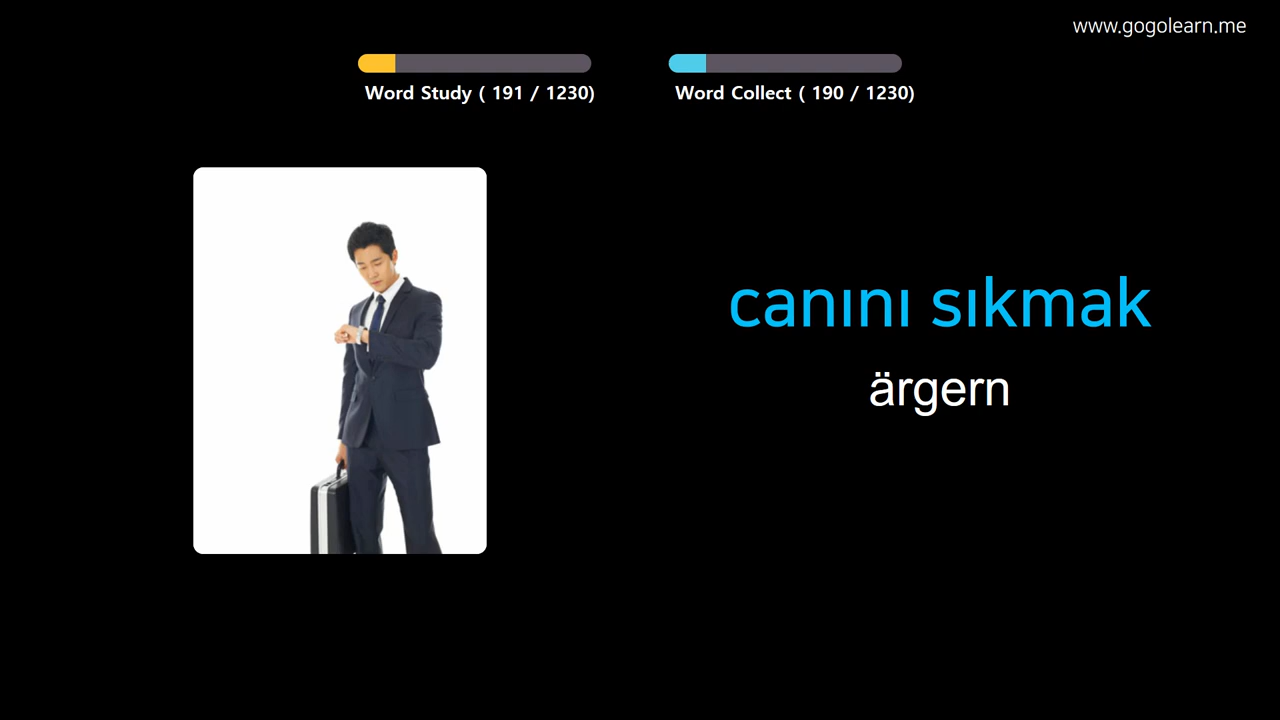 www.gogolearn.me
Word Study ( 191 / 1230)
Word Collect ( 190 / 1230)
canını sıkmak
ärgern